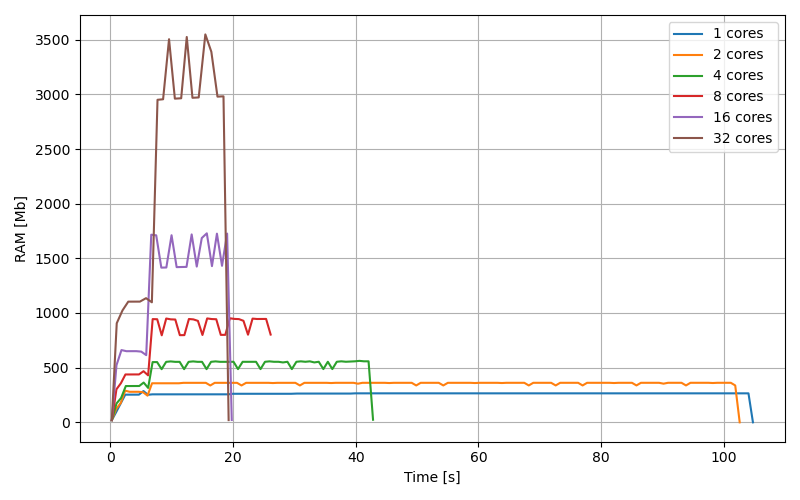 RAM [Mb]
3500
3000
2500
2000
1500
1000
500
0
1 cores
2 cores
4 cores
8 cores
16 cores
32 cores
0 20 40 60 80 100
Time [s]